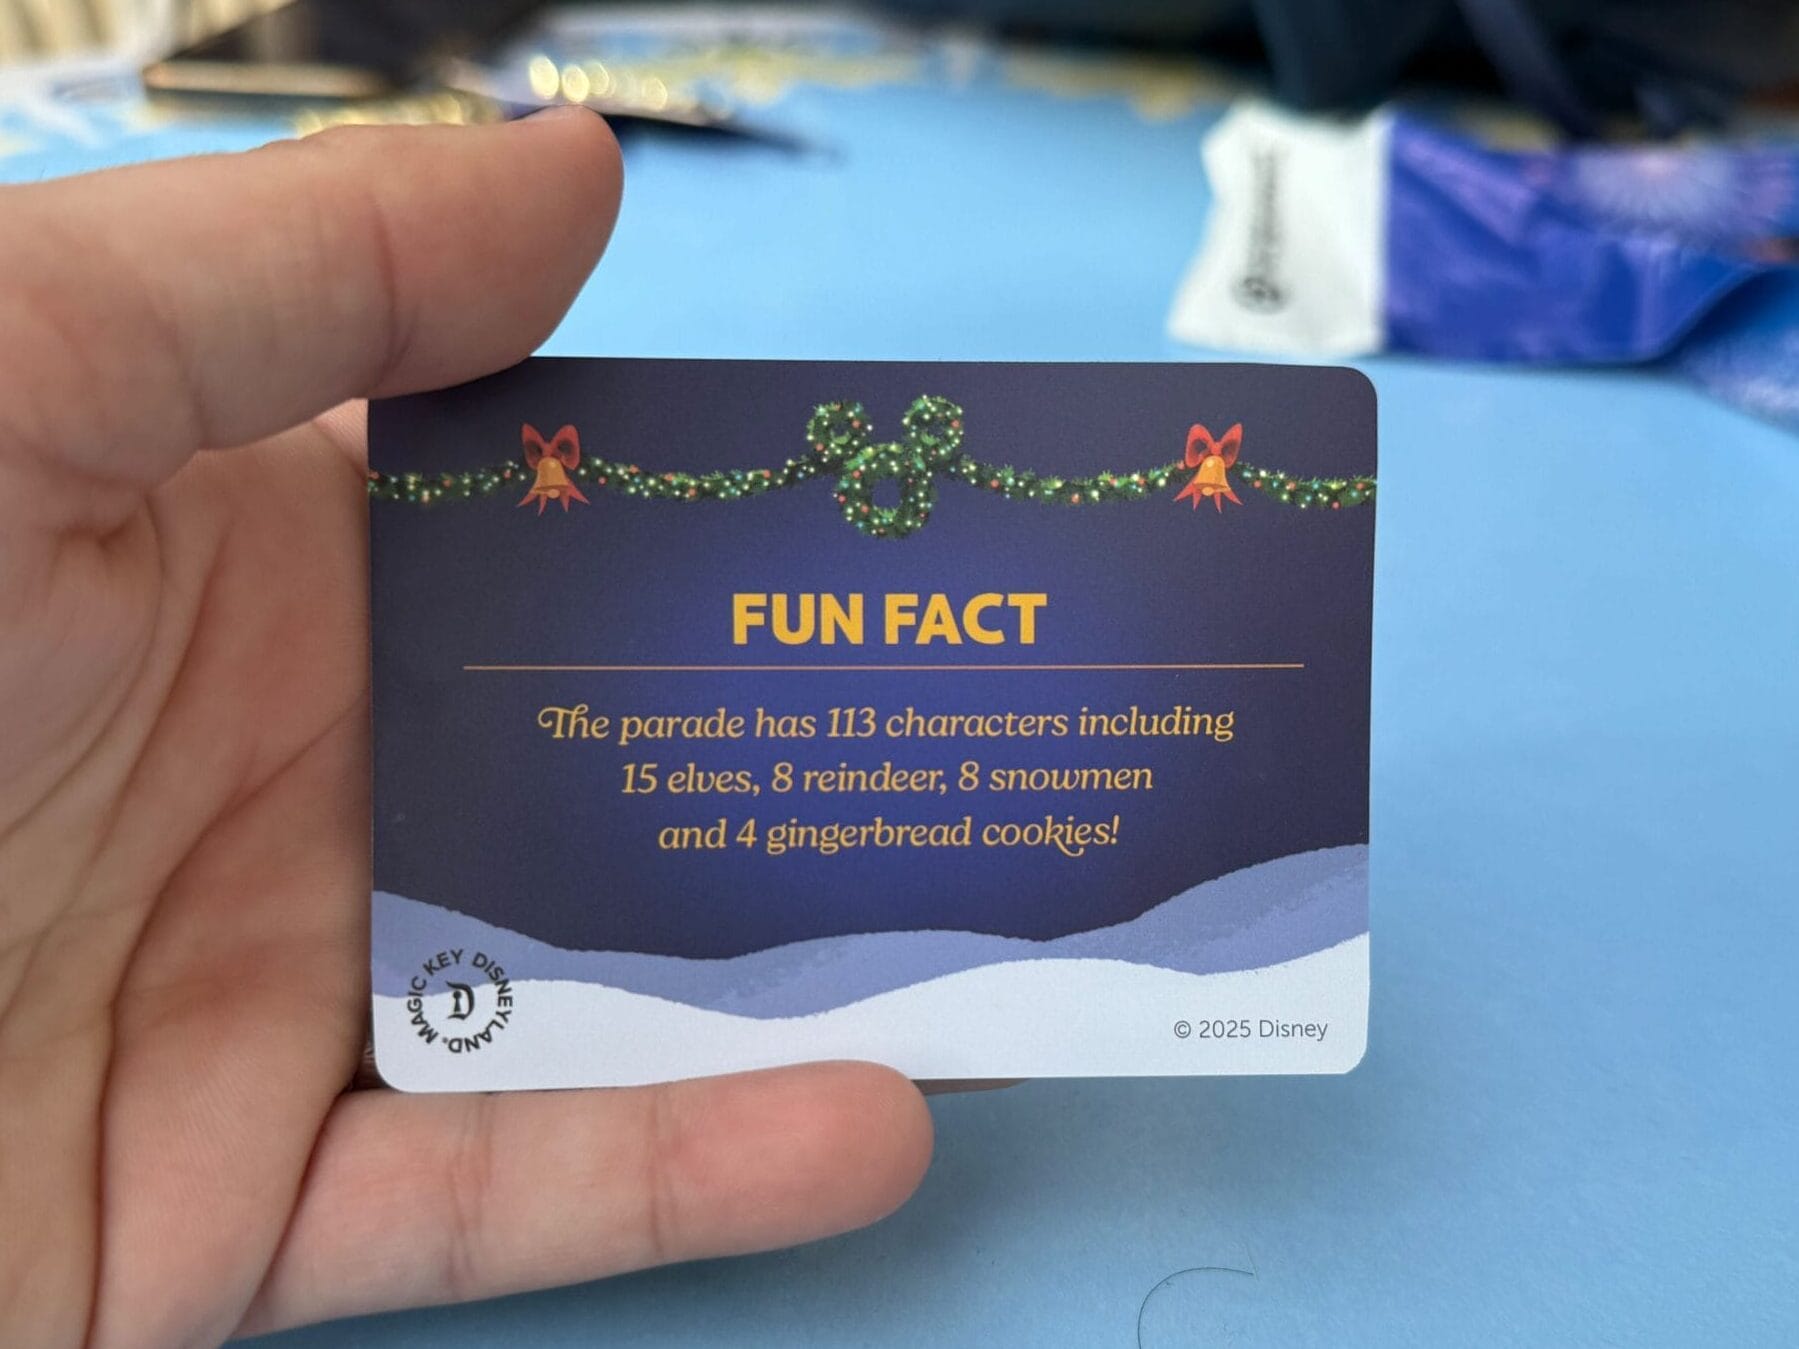 FUN FACT
The parade has 113 characters including
15 elves, 8 reindeer, 8 snowmen
and 4 gingerbread cookies!
MAGIC KEY DISNEYLAND®
D
© 2025 Disney